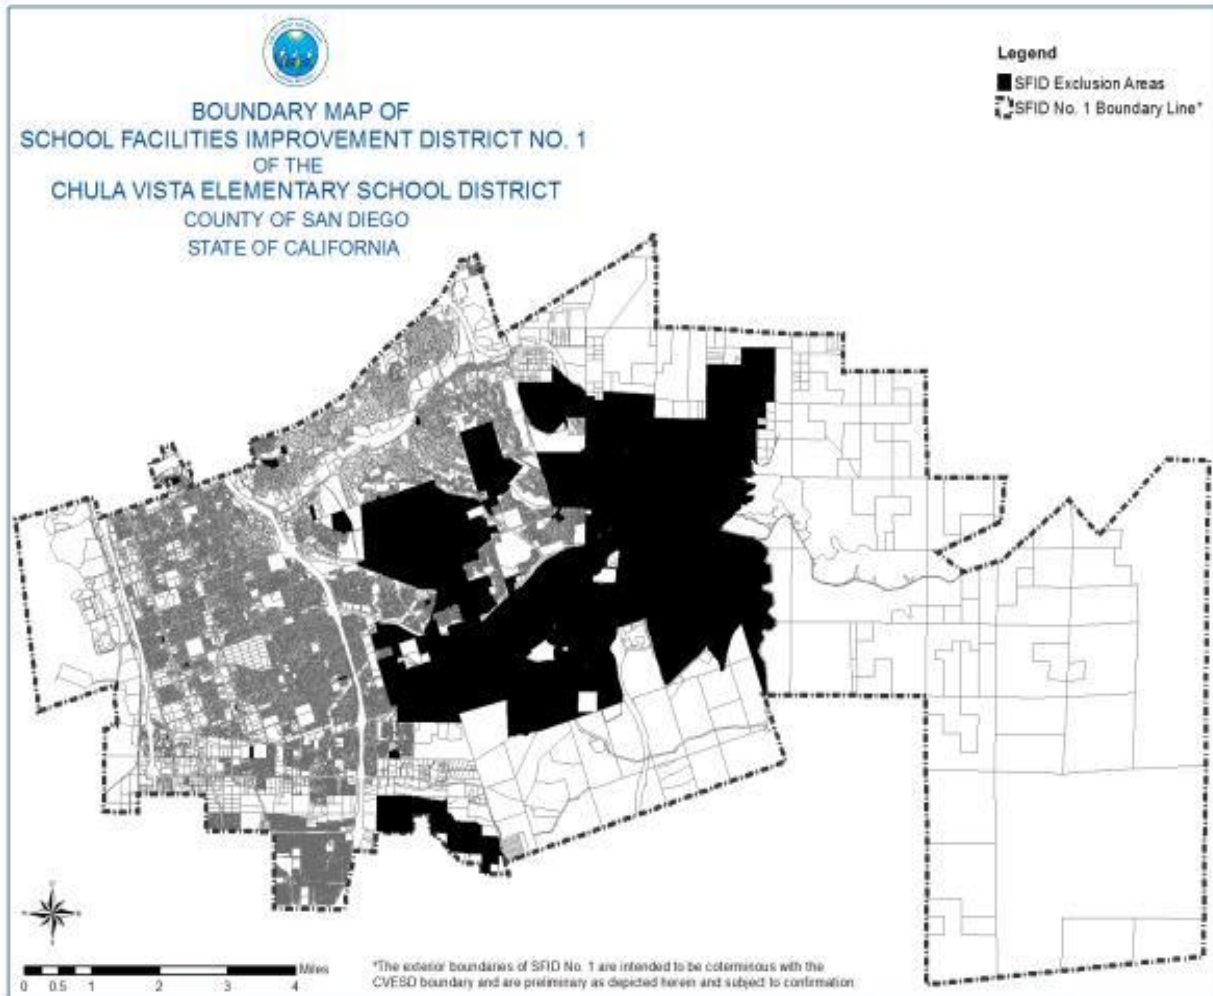 BOUNDARY MAP OF
SCHOOL FACILITIES IMPROVEMENT DISTRICT NO. 1
OF THE
CHULA VISTA ELEMENTARY SCHOOL DISTRICT
COUNTY OF SAN DIEGO
STATE OF CALIFORNIA
Legend
SFID Exclusion Areas
SFID No. 1 Boundary Line*
Miles
0 0.5 1 2 3 4
*The exterior boundaries of SFID No. 1 are intended to be coterminous with the
CVESD boundary and are preliminary as depicted herein and subject to confirmation